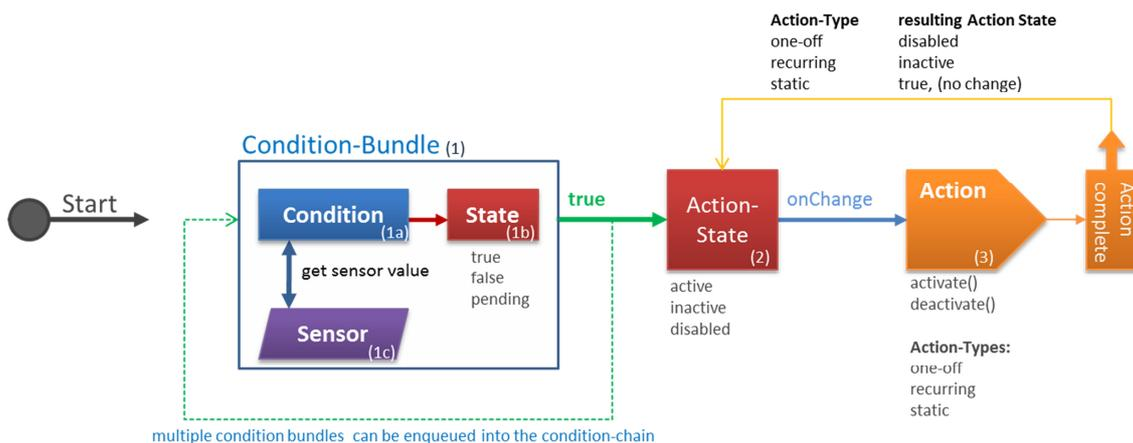 Action-Type resulting Action State
one-off disabled
recurring inactive
static true, (no change)
Condition-Bundle (1)
Start
Condition
(1a)
State
(1b)
true
false
pending
get sensor value
Sensor
(1c)
true
Action-
State
(2)
active
inactive
disabled
onChange
Action
(3)
activate()
deactivate()
Action-Types:
one-off
recurring
static
Action
complete
multiple condition bundles can be enqueued into the condition-chain